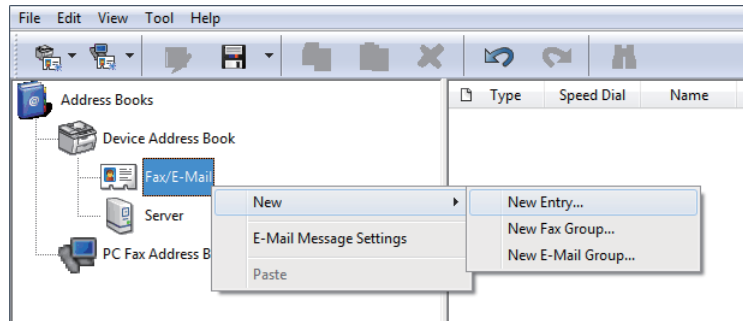 File Edit View Tool Help
Address Books
Type Speed Dial Name
Device Address Book
Fax/E-Mail
New
New Entry...
Server
New Fax Group...
E-Mail Message Settings
PC Fax Address B
New E-Mail Group...
Paste